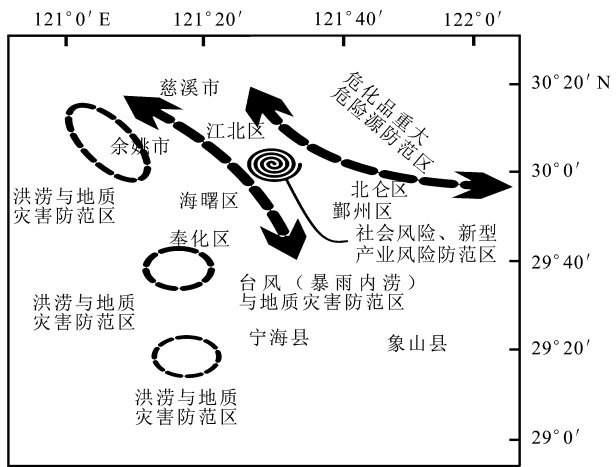 121°0′ E
121°20′
121°40′
122°0′
慈溪市
危化品重大
危险源防范区
30°20′ N
江北区
余姚市
30°0′
洪涝与地质
灾害防范区
海曙区
北仑区
鄞州区
奉化区
社会风险、新型
产业风险防范区
29°40′
台风（暴雨内涝）
与地质灾害防范区
洪涝与地质
灾害防范区
宁海县
象山县
29°20′
洪涝与地质
灾害防范区
29°0′